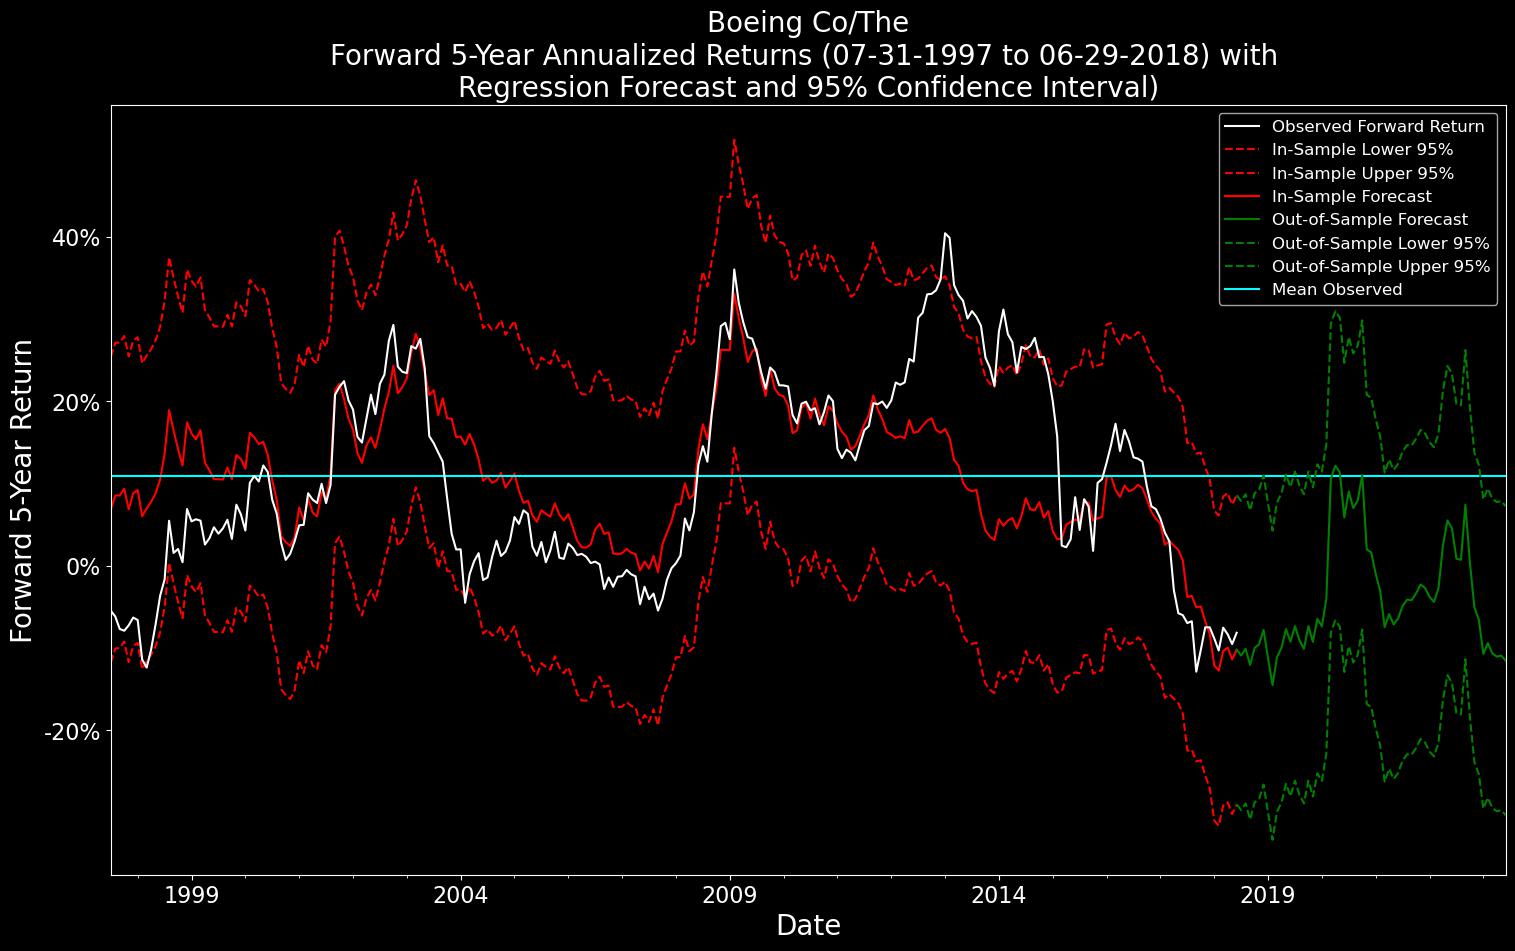 Boeing Co/The
Forward 5-Year Annualized Returns (07-31-1997 to 06-29-2018) with
Regression Forecast and 95% Confidence Interval)
Observed Forward Return
In-Sample Lower 95%
In-Sample Upper 95%
In-Sample Forecast
Out-of-Sample Forecast
Out-of-Sample Lower 95%
Out-of-Sample Upper 95%
Mean Observed
Forward 5-Year Return
40%
20%
0%
-20%
1999
2004
2009
2014
2019
Date